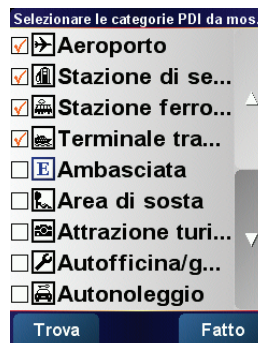 Selezionare le categorie PDI da mos.
Aeroporto
Stazione di se...
Stazione ferro...
Terminale tra...
Ambasciata
Area di sosta
Attrazione turi...
Autofficina/g...
Autonoleggio
Trova Fatto